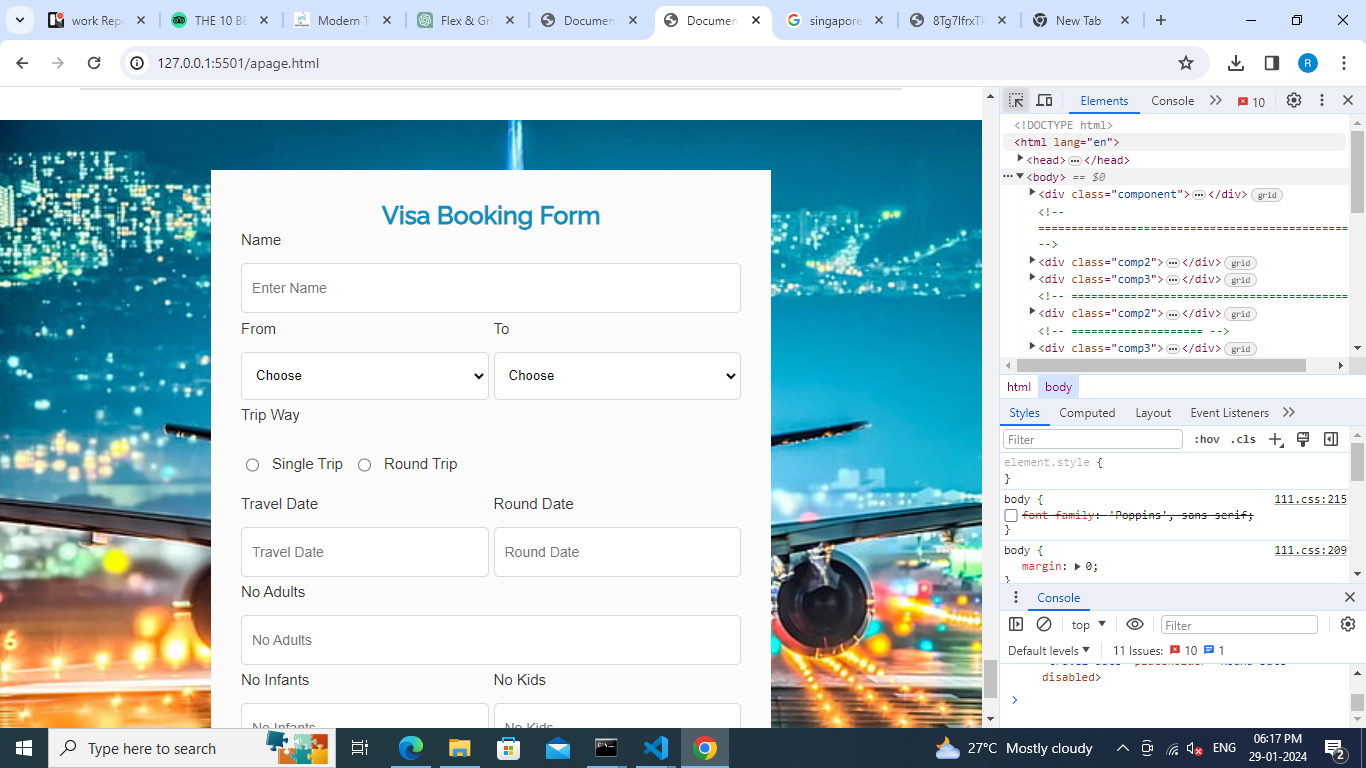 work Rep
THE 10 BE
Modern T
Flex & Gri
Documen
Documen
singapore
8Tg7lfrxTk
New Tab
127.0.0.1:5501/apage.html
R
Elements Console 10
<!DOCTYPE html>
<html lang="en">
<head> </head>
<body> == $0
<div class="component"> </div> grid
<!--
==========================================
-->
<div class="comp2"> </div> grid
<div class="comp3"> </div> grid
<!-- ==========================================
<div class="comp2"> </div> grid
<!-- ==================== -->
<div class="comp3"> </div> grid
html body
Styles Computed Layout Event Listeners
Filter :hov .cls
element.style {
}
body { 111.css:215
font-family: 'Poppins', sans-serif;
}
body { 111.css:209
margin: 0;
}
Console
top Filter
Default levels 11 Issues: 10 1
disabled>
Visa Booking Form
Name
Enter Name
From To
Choose Choose
Trip Way
Single Trip Round Trip
Travel Date Round Date
Travel Date Round Date
No Adults
No Adults
No Infants No Kids
No Infants No Kids
Type here to search
27°C Mostly cloudy
ENG
06:17 PM
29-01-2024
2